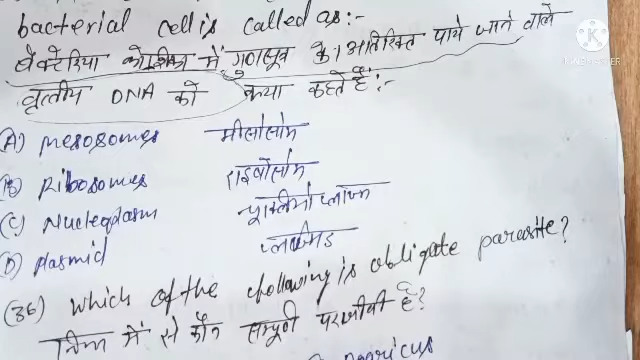 bacterial cell is called as:-
बैक्टेरिया कोशिका में गुणसूत्र के अतिरिक्त पाये जाने वाले
वृत्तीय DNA को क्या कहते हैं:-
(A) Mesosomes मीसोसोम
(B) Ribosomes राइबोसोम
(C) Nucleoplasm न्यूक्लियोप्लाज्म
(D) Plasmid प्लाज्मिड
(36) Which of the following is obligate parasite?
निम्न में से कौन सम्पूर्ण परजीवी है?
KINEMASTER